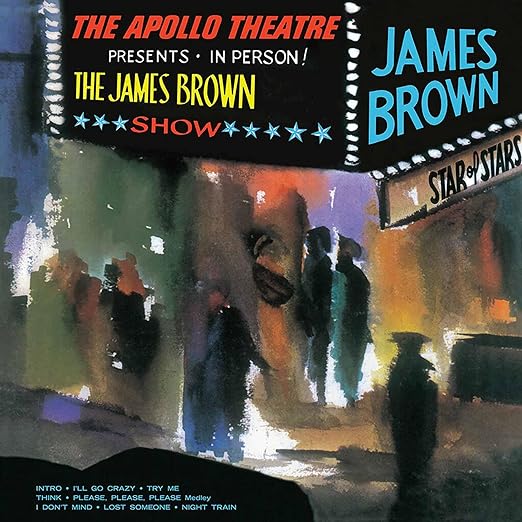 THE APOLLO THEATRE
PRESENTS • IN PERSON!
THE JAMES BROWN
SHOW
JAMES
BROWN
STAR of STARS
INTRO • I'LL GO CRAZY • TRY ME
THINK • PLEASE, PLEASE, PLEASE Medley
I DON'T MIND • LOST SOMEONE • NIGHT TRAIN